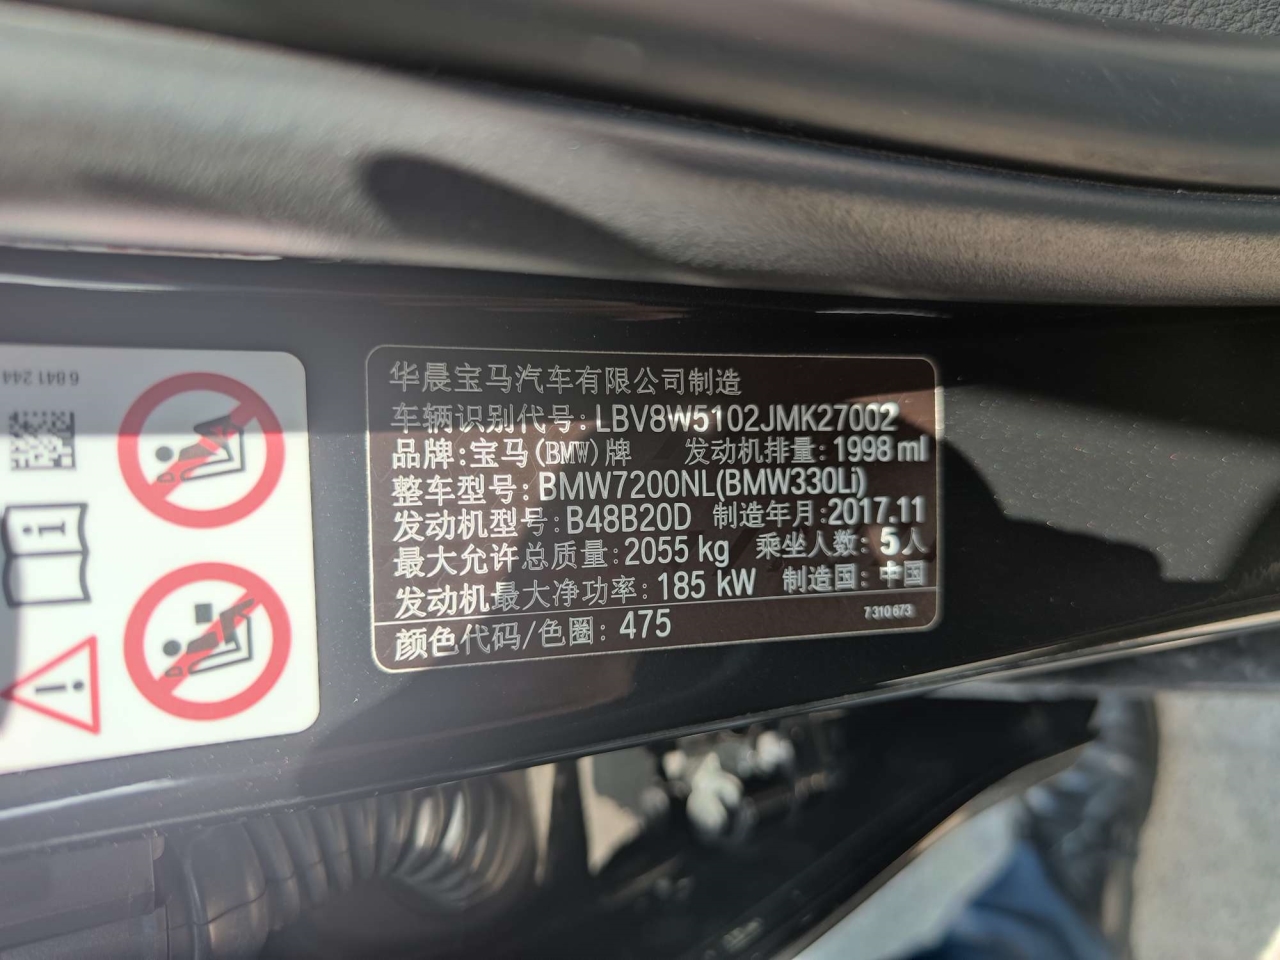 6841 244
华晨宝马汽车有限公司制造
车辆识别代号: LBV8W5102JMK27002
品牌:宝马(BMW)牌 发动机排量: 1998 ml
整车型号: BMW7200NL(BMW330Li)
发动机型号: B48B20D 制造年月:2017.11
最大允许总质量: 2055 kg 乘坐人数: 5人
发动机最大净功率: 185 kW 制造国: 中国
7 310 673
颜色代码/色圈: 475